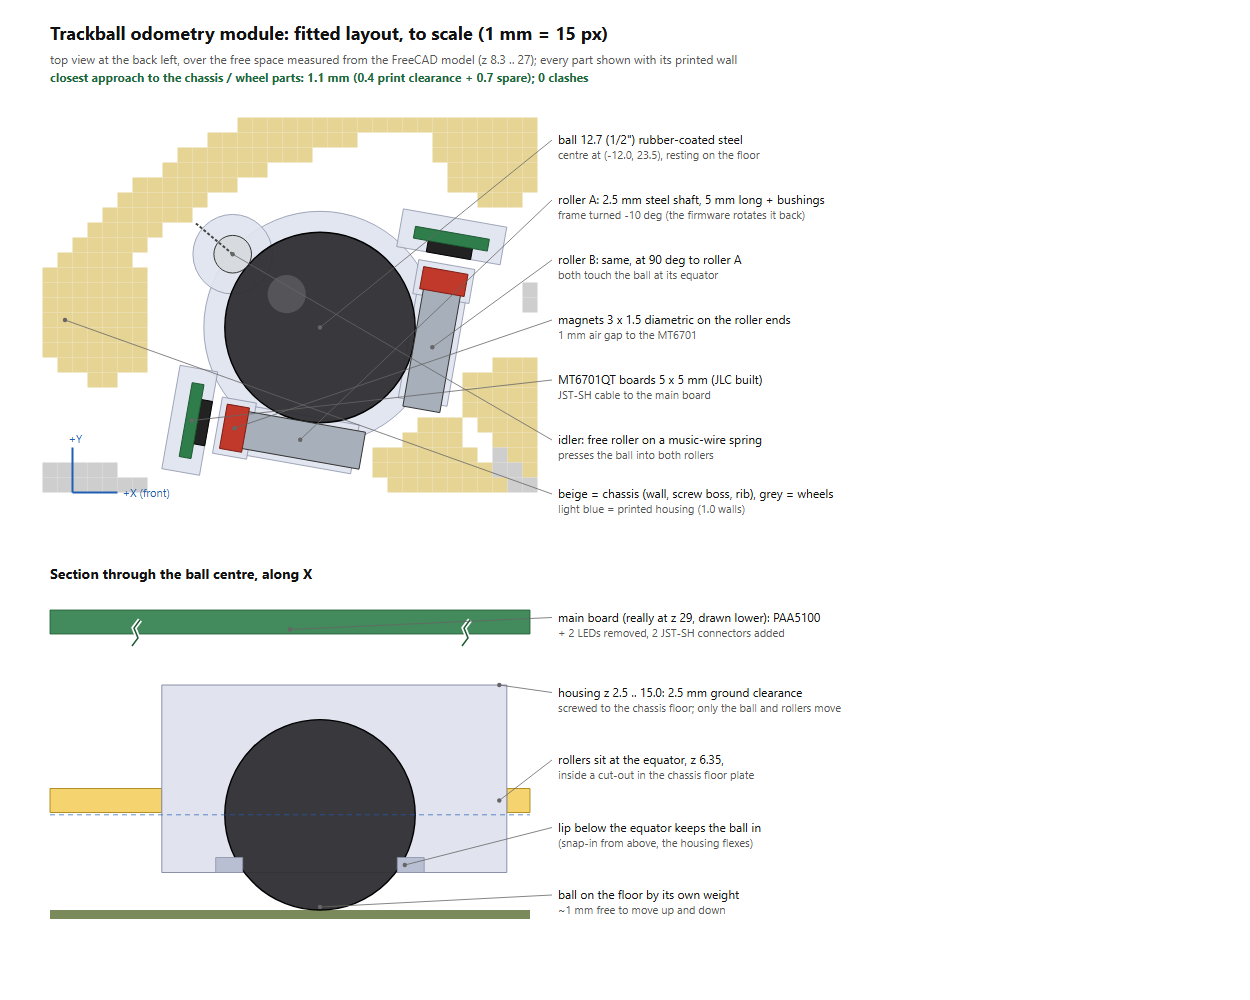 Trackball odometry module: fitted layout, to scale (1 mm = 15 px)
top view at the back left, over the free space measured from the FreeCAD model (z 8.3 .. 27); every part shown with its printed wall
closest approach to the chassis / wheel parts: 1.1 mm (0.4 print clearance + 0.7 spare); 0 clashes
ball 12.7 (1/2") rubber-coated steel
centre at (-12.0, 23.5), resting on the floor
roller A: 2.5 mm steel shaft, 5 mm long + bushings
frame turned -10 deg (the firmware rotates it back)
roller B: same, at 90 deg to roller A
both touch the ball at its equator
magnets 3 x 1.5 diametric on the roller ends
1 mm air gap to the MT6701
MT6701QT boards 5 x 5 mm (JLC built)
JST-SH cable to the main board
idler: free roller on a music-wire spring
presses the ball into both rollers
beige = chassis (wall, screw boss, rib), grey = wheels
light blue = printed housing (1.0 walls)
+Y
+X (front)
Section through the ball centre, along X
main board (really at z 29, drawn lower): PAA5100
+ 2 LEDs removed, 2 JST-SH connectors added
housing z 2.5 .. 15.0: 2.5 mm ground clearance
screwed to the chassis floor; only the ball and rollers move
rollers sit at the equator, z 6.35,
inside a cut-out in the chassis floor plate
lip below the equator keeps the ball in
(snap-in from above, the housing flexes)
ball on the floor by its own weight
~1 mm free to move up and down